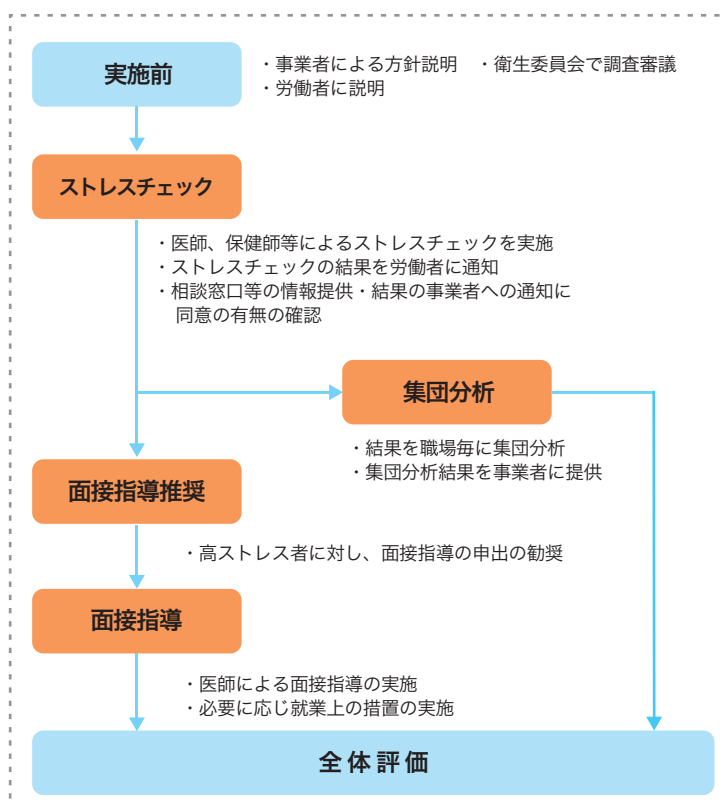 実施前
・事業者による方針説明　・衛生委員会で調査審議
・労働者に説明
ストレスチェック
・医師、保健師等によるストレスチェックを実施
・ストレスチェックの結果を労働者に通知
・相談窓口等の情報提供・結果の事業者への通知に
同意の有無の確認
集団分析
・結果を職場毎に集団分析
・集団分析結果を事業者に提供
面接指導推奨
・高ストレス者に対し、面接指導の申出の勧奨
面接指導
・医師による面接指導の実施
・必要に応じ就業上の措置の実施
全体評価